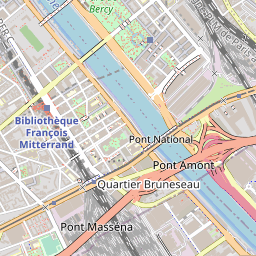 Bercy
Bibliothèque
François
Mitterrand
Pont National
Pont Amont
Quartier Bruneseau
Pont Masséna